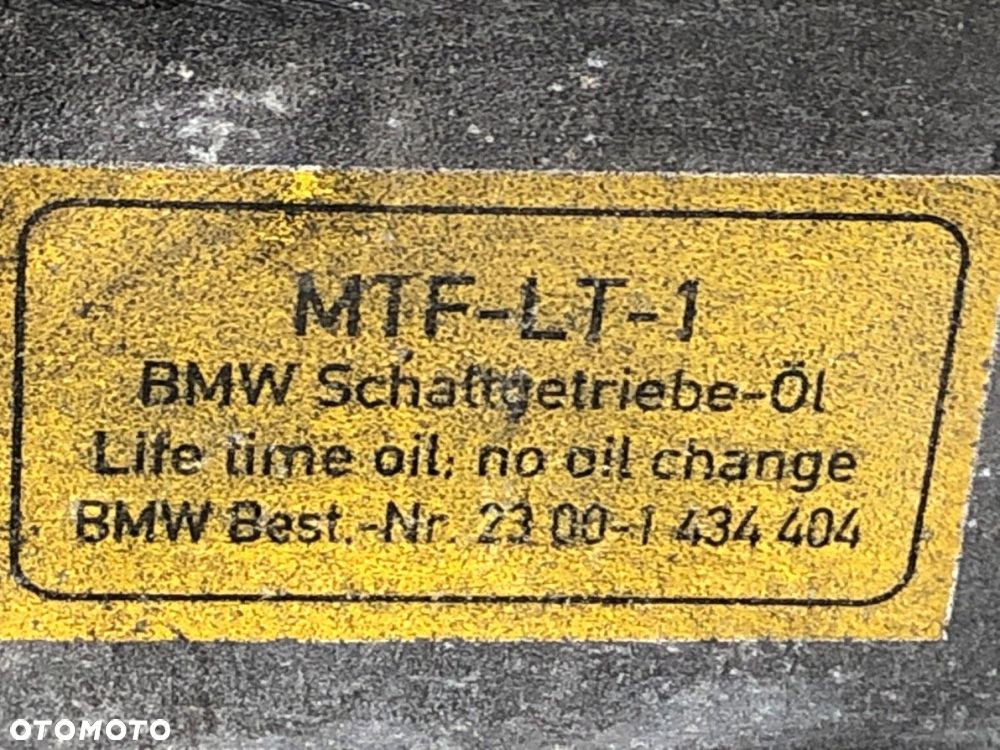 MTF-LT-1
BMW Schaltgetriebe-Öl
Life time oil; no oil change
BMW Best.-Nr. 23 00-1 434 404
OTOMOTO